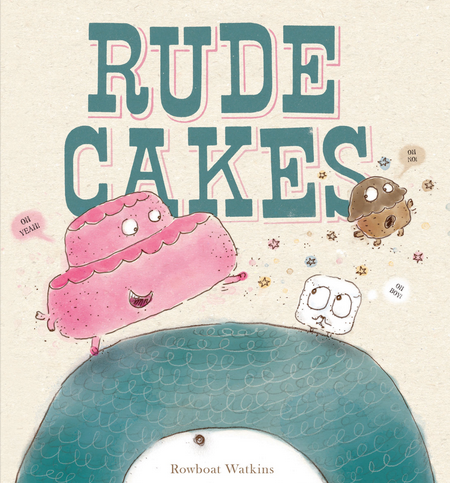 RUDE
CAKES
OH
NO!
OH
YEAH!
OH
BOY!
Rowboat Watkins